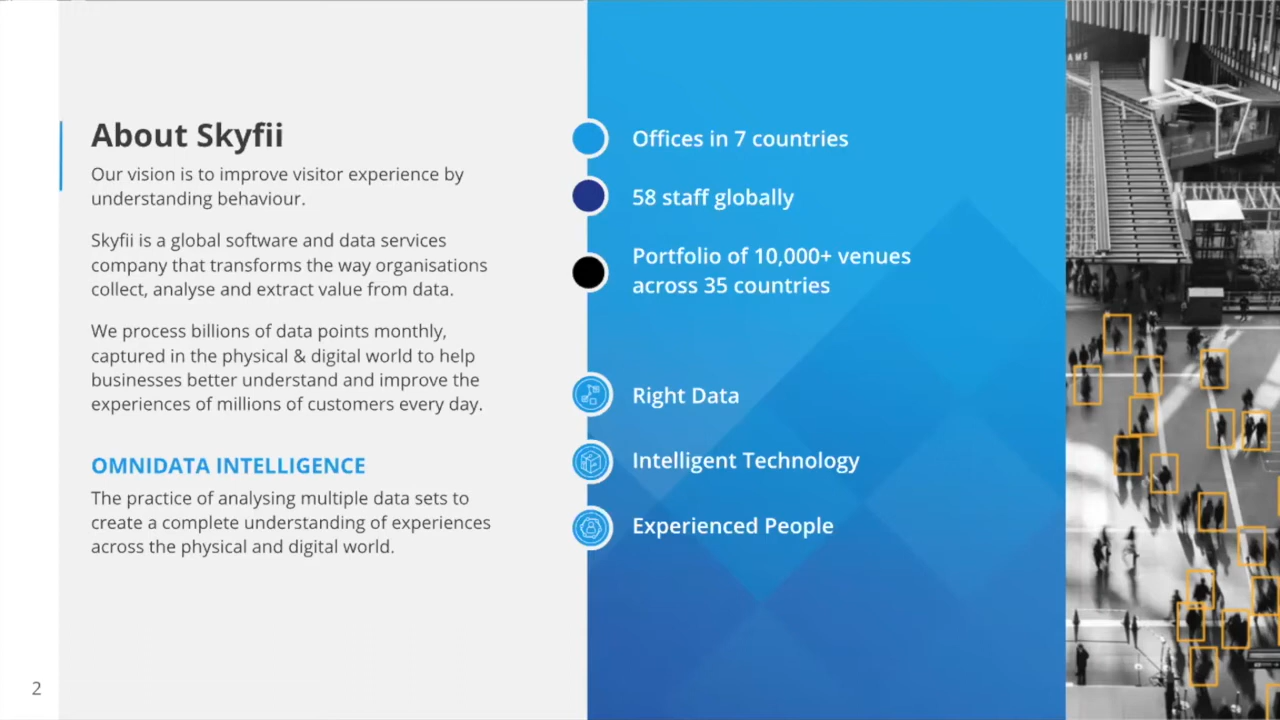 About Skyfii
Our vision is to improve visitor experience by
understanding behaviour.
Skyfii is a global software and data services
company that transforms the way organisations
collect, analyse and extract value from data.
We process billions of data points monthly,
captured in the physical & digital world to help
businesses better understand and improve the
experiences of millions of customers every day.
OMNIDATA INTELLIGENCE
The practice of analysing multiple data sets to
create a complete understanding of experiences
across the physical and digital world.
2
Offices in 7 countries
58 staff globally
Portfolio of 10,000+ venues
across 35 countries
Right Data
Intelligent Technology
Experienced People